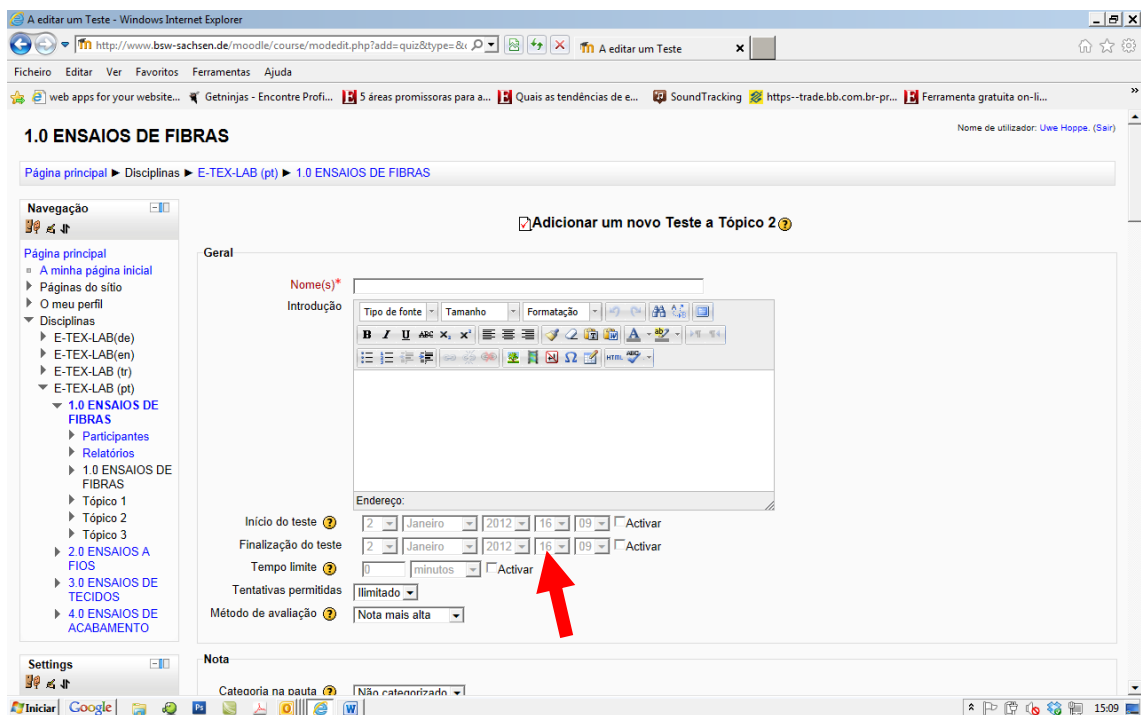 A editar um Teste - Windows Internet Explorer
http://www.bsw-sachsen.de/moodle/course/modedit.php?add=quiz&type=& A editar um Teste
Ficheiro Editar Ver Favoritos Ferramentas Ajuda
web apps for your website... Getninjas - Encontre Profi... 5 áreas promissoras para a... Quais as tendências de e... SoundTracking https--trade.bb.com.br-pr... Ferramenta gratuita on-li...
1.0 ENSAIOS DE FIBRAS
Nome de utilizador: Uwe Hoppe. (Sair)
Página principal ► Disciplinas ► E-TEX-LAB (pt) ► 1.0 ENSAIOS DE FIBRAS
Navegação
Página principal
A minha página inicial
Páginas do sítio
O meu perfil
Disciplinas
E-TEX-LAB(de)
E-TEX-LAB(en)
E-TEX-LAB (tr)
E-TEX-LAB (pt)
1.0 ENSAIOS DE
FIBRAS
Participantes
Relatórios
1.0 ENSAIOS DE
FIBRAS
Tópico 1
Tópico 2
Tópico 3
2.0 ENSAIOS A
FIOS
3.0 ENSAIOS DE
TECIDOS
4.0 ENSAIOS DE
ACABAMENTO
Settings
Adicionar um novo Teste a Tópico 2
Geral
Nome(s)*
Introdução
Tipo de fonte Tamanho Formatação
B I U ABC X₂ x² A ab
Ω HTML ABC
Endereço:
Início do teste 2 Janeiro 2012 16 09 Activar
Finalização do teste 2 Janeiro 2012 16 09 Activar
Tempo limite 0 minutos Activar
Tentativas permitidas Ilimitado
Método de avaliação Nota mais alta
Nota
Categoria na pauta Não categorizado
Iniciar Google Ps 15:09